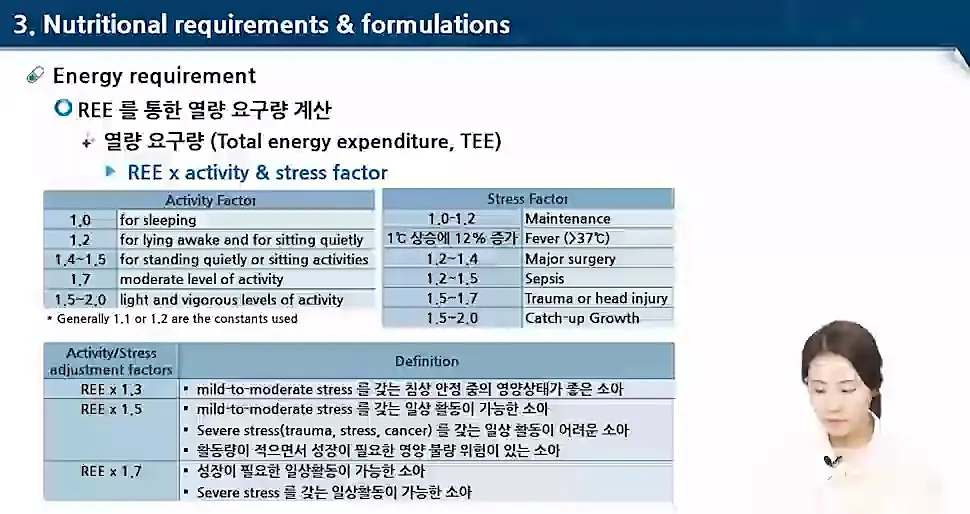 3. Nutritional requirements & formulations
Energy requirement
REE 를 통한 열량 요구량 계산
열량 요구량 (Total energy expenditure, TEE)
REE x activity & stress factor
Activity Factor
1.0 for sleeping
1.2 for lying awake and for sitting quietly
1.4~1.5 for standing quietly or sitting activities
1.7 moderate level of activity
1.5~2.0 light and vigorous levels of activity
* Generally 1.1 or 1.2 are the constants used
Stress Factor
1.0-1.2 Maintenance
1℃ 상승에 12% 증가 Fever (>37℃)
1.2~1.4 Major surgery
1.2~1.5 Sepsis
1.5~1.7 Trauma or head injury
1.5~2.0 Catch-up Growth
Activity/Stress
adjustment factors
Definition
REE x 1.3 ▪ mild-to-moderate stress 를 갖는 침상 안정 중의 영양상태가 좋은 소아
REE x 1.5 ▪ mild-to-moderate stress 를 갖는 일상 활동이 가능한 소아
▪ Severe stress(trauma, stress, cancer) 를 갖는 일상 활동이 어려운 소아
▪ 활동량이 적으면서 성장이 필요한 영양 불량 위험이 있는 소아
REE x 1.7 ▪ 성장이 필요한 일상활동이 가능한 소아
▪ Severe stress 를 갖는 일상활동이 가능한 소아